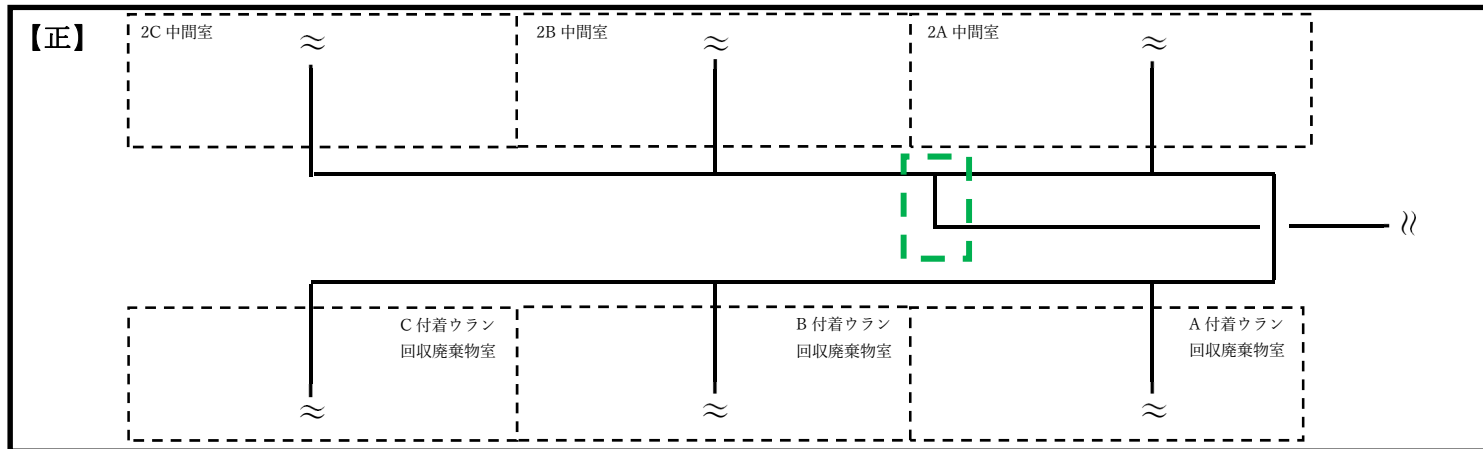 【正】
2C 中間室
2B 中間室
2A 中間室
C 付着ウラン
回収廃棄物室
B 付着ウラン
回収廃棄物室
A 付着ウラン
回収廃棄物室